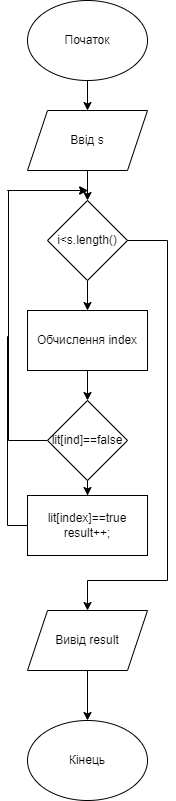 Початок
Ввід s
i<s.length()
Обчислення index
lit[ind]==false
lit[index]==true
result++;
Вивід result
Кінець